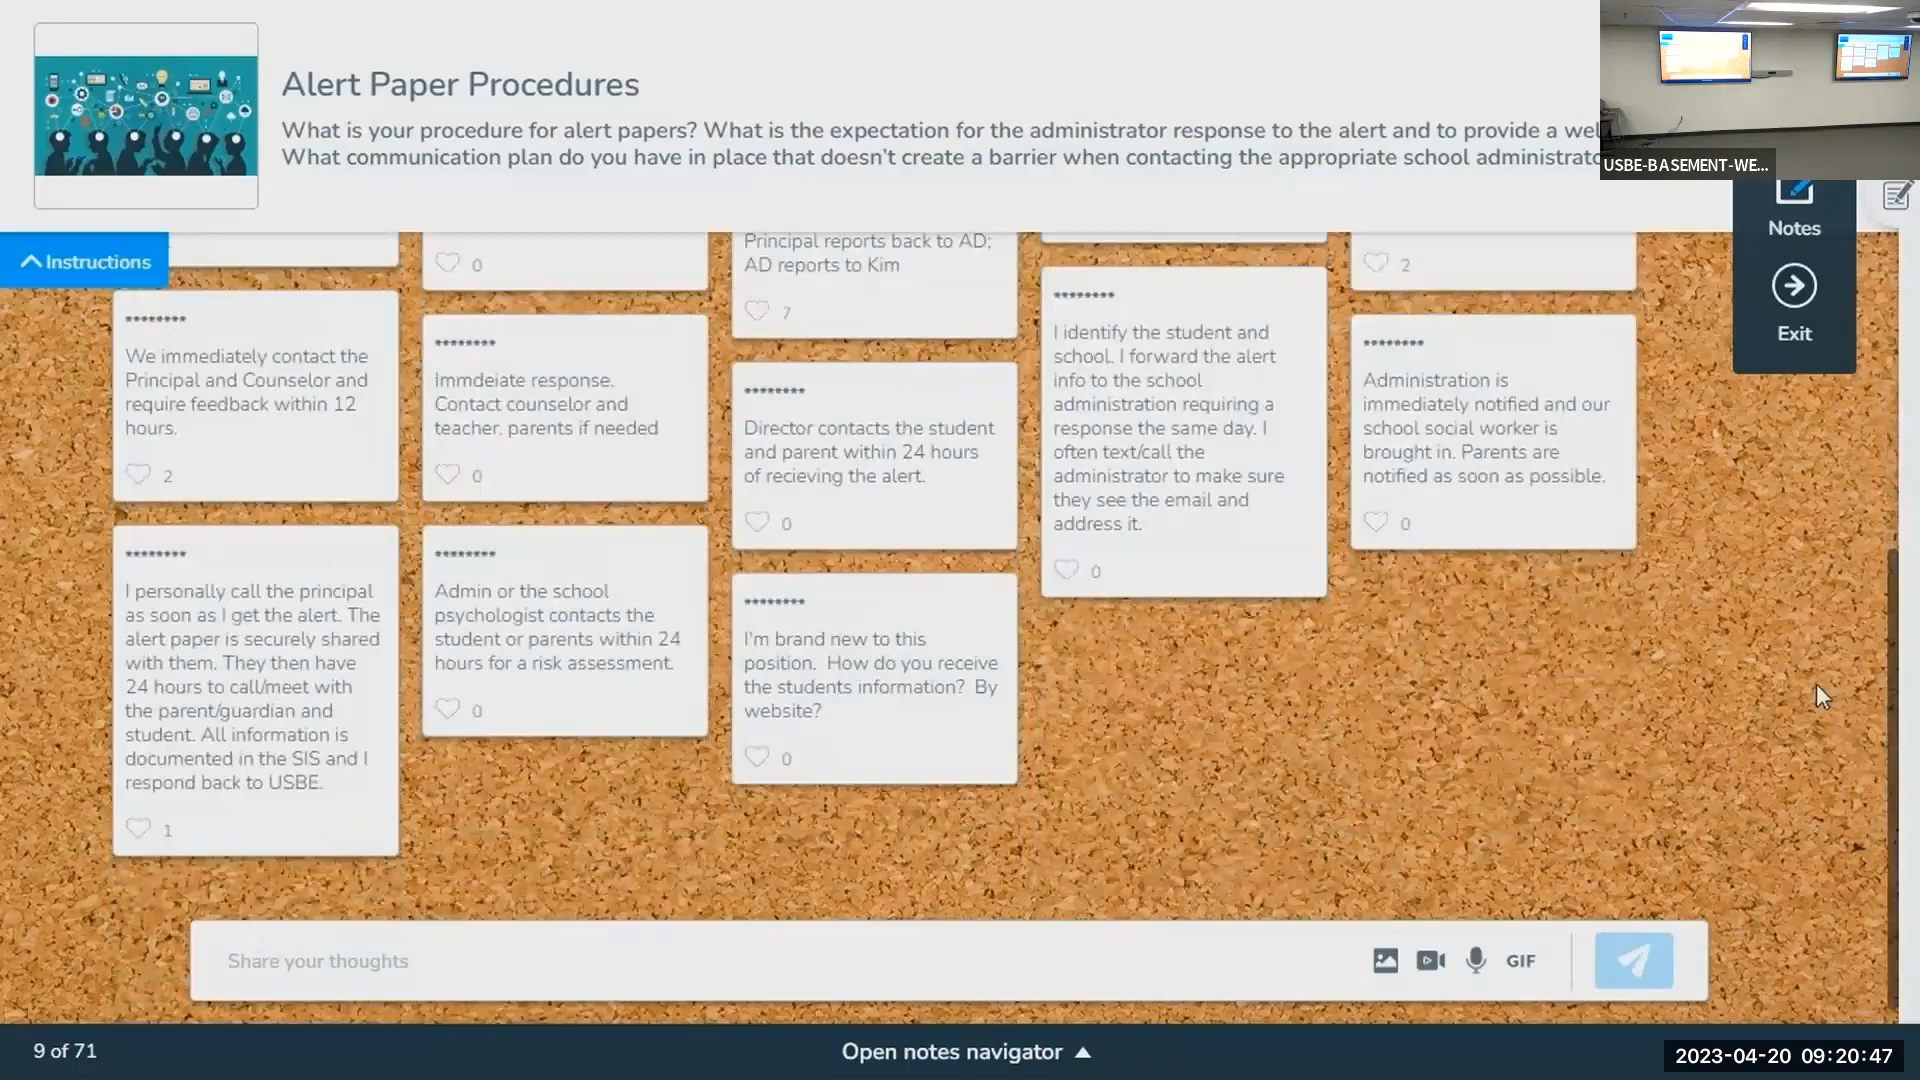 Alert Paper Procedures
What is your procedure for alert papers? What is the expectation for the administrator response to the alert and to provide a wel
What communication plan do you have in place that doesn't create a barrier when contacting the appropriate school administrato
USBE-BASEMENT-WE...
Notes
Exit
Instructions
0
Principal reports back to AD;
AD reports to Kim
7
2
********
We immediately contact the
Principal and Counselor and
require feedback within 12
hours.
2
********
Immdeiate response.
Contact counselor and
teacher. parents if needed
0
********
Director contacts the student
and parent within 24 hours
of recieving the alert.
0
********
I identify the student and
school. I forward the alert
info to the school
administration requiring a
response the same day. I
often text/call the
administrator to make sure
they see the email and
address it.
0
********
Administration is
immediately notified and our
school social worker is
brought in. Parents are
notified as soon as possible.
0
********
I personally call the principal
as soon as I get the alert. The
alert paper is securely shared
with them. They then have
24 hours to call/meet with
the parent/guardian and
student. All information is
documented in the SIS and I
respond back to USBE.
1
********
Admin or the school
psychologist contacts the
student or parents within 24
hours for a risk assessment.
0
********
I'm brand new to this
position. How do you receive
the students information? By
website?
0
Share your thoughts
GIF
9 of 71
Open notes navigator
2023-04-20 09:20:47